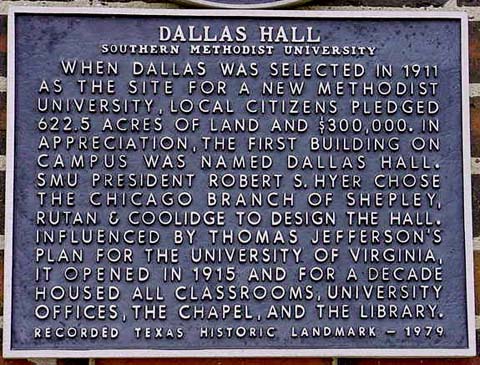 DALLAS HALL
SOUTHERN METHODIST UNIVERSITY
WHEN DALLAS WAS SELECTED IN 1911
AS THE SITE FOR A NEW METHODIST
UNIVERSITY, LOCAL CITIZENS PLEDGED
622.5 ACRES OF LAND AND $300,000. IN
APPRECIATION, THE FIRST BUILDING ON
CAMPUS WAS NAMED DALLAS HALL.
SMU PRESIDENT ROBERT S. HYER CHOSE
THE CHICAGO BRANCH OF SHEPLEY,
RUTAN & COOLIDGE TO DESIGN THE HALL.
INFLUENCED BY THOMAS JEFFERSON'S
PLAN FOR THE UNIVERSITY OF VIRGINIA,
IT OPENED IN 1915 AND FOR A DECADE
HOUSED ALL CLASSROOMS, UNIVERSITY
OFFICES, THE CHAPEL, AND THE LIBRARY.
RECORDED TEXAS HISTORIC LANDMARK – 1979